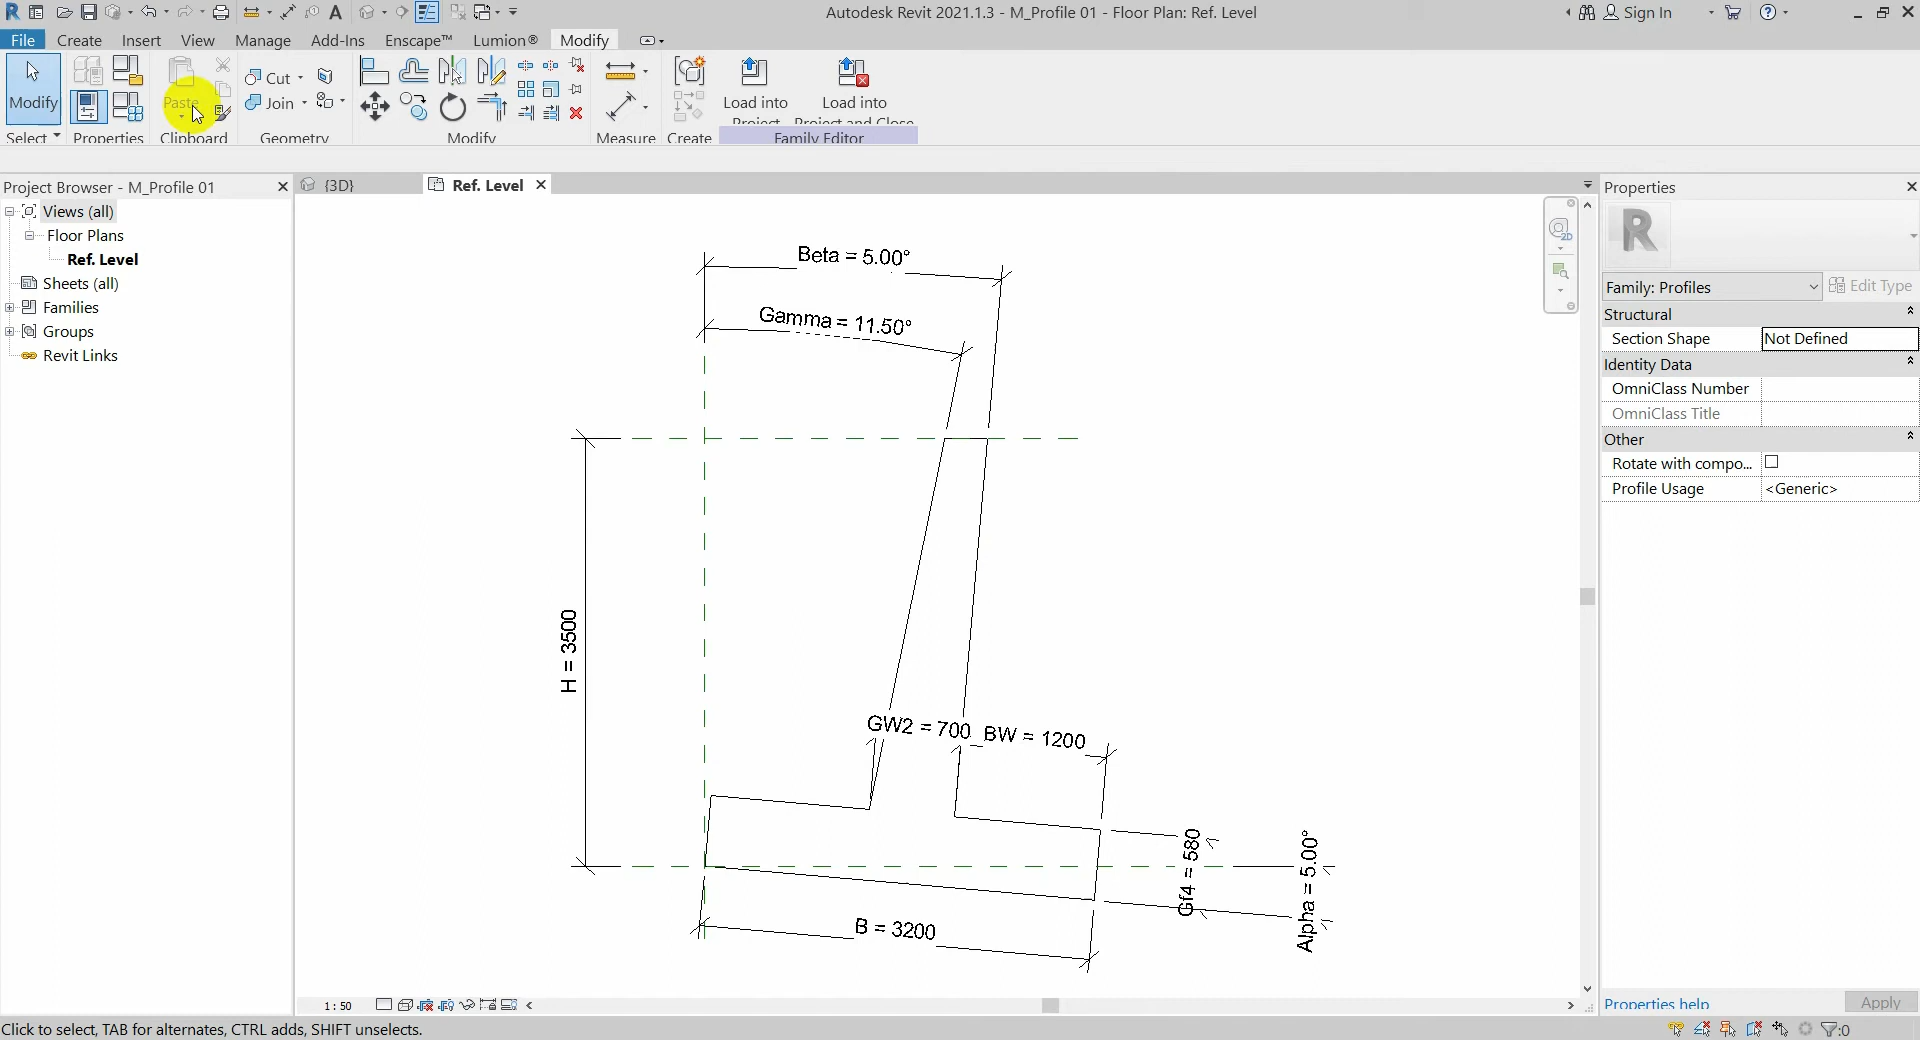 Autodesk Revit 2021.1.3 - M_Profile 01 - Floor Plan: Ref. Level
Sign In
File Create Insert View Manage Add-Ins Enscape™ Lumion® Modify
Modify
Paste
Cut
Join
Load into
Project
Load into
Project and Close
Select Properties Clipboard Geometry Modify Measure Create Family Editor
Project Browser - M_Profile 01
{3D}
Ref. Level
Properties
Views (all)
Floor Plans
Ref. Level
Sheets (all)
Families
Groups
Revit Links
Beta = 5.00°
Gamma = 11.50°
H = 3500
GW2 = 700
BW = 1200
Gf4 = 580
Alpha = 5.00°
B = 3200
2D
R
Family: Profiles
Edit Type
Structural
Section Shape Not Defined
Identity Data
OmniClass Number
OmniClass Title
Other
Rotate with compo...
Profile Usage <Generic>
Properties help
Apply
1 : 50
Click to select, TAB for alternates, CTRL adds, SHIFT unselects.
:0